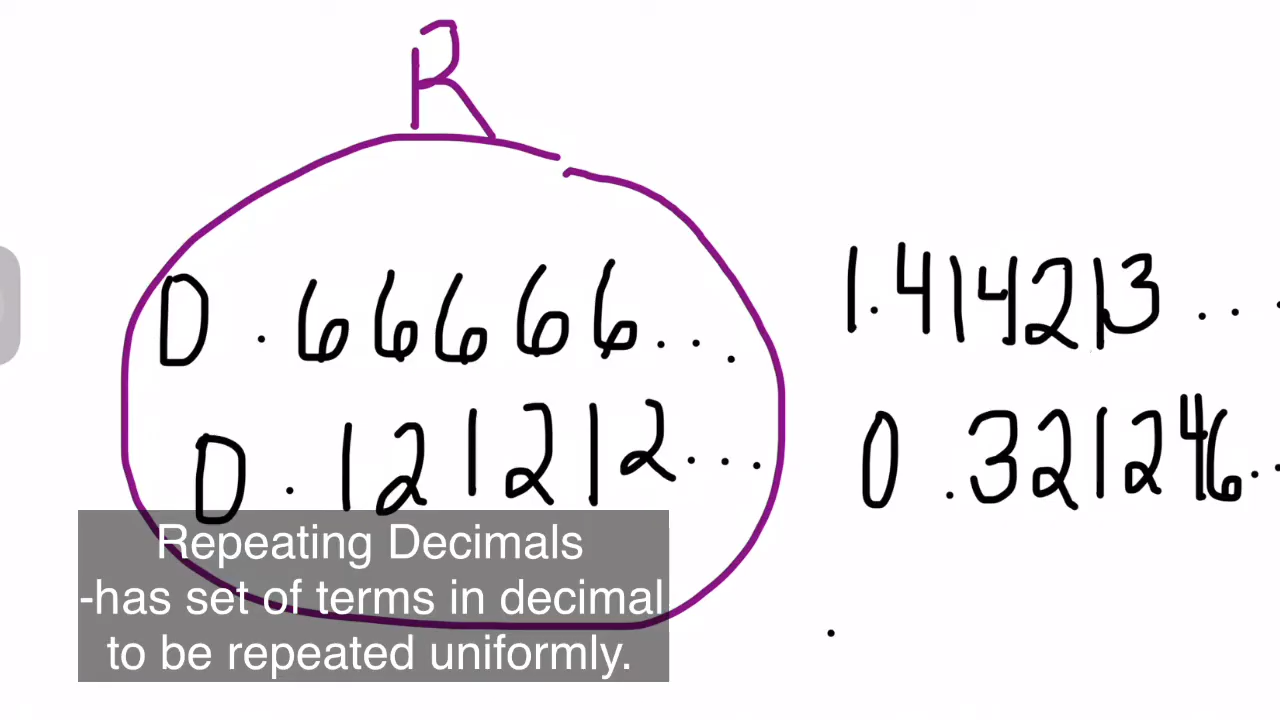 R
0.66666...
1.414213...
0.121212...
0.321246...
Repeating Decimals
-has set of terms in decimal
to be repeated uniformly.